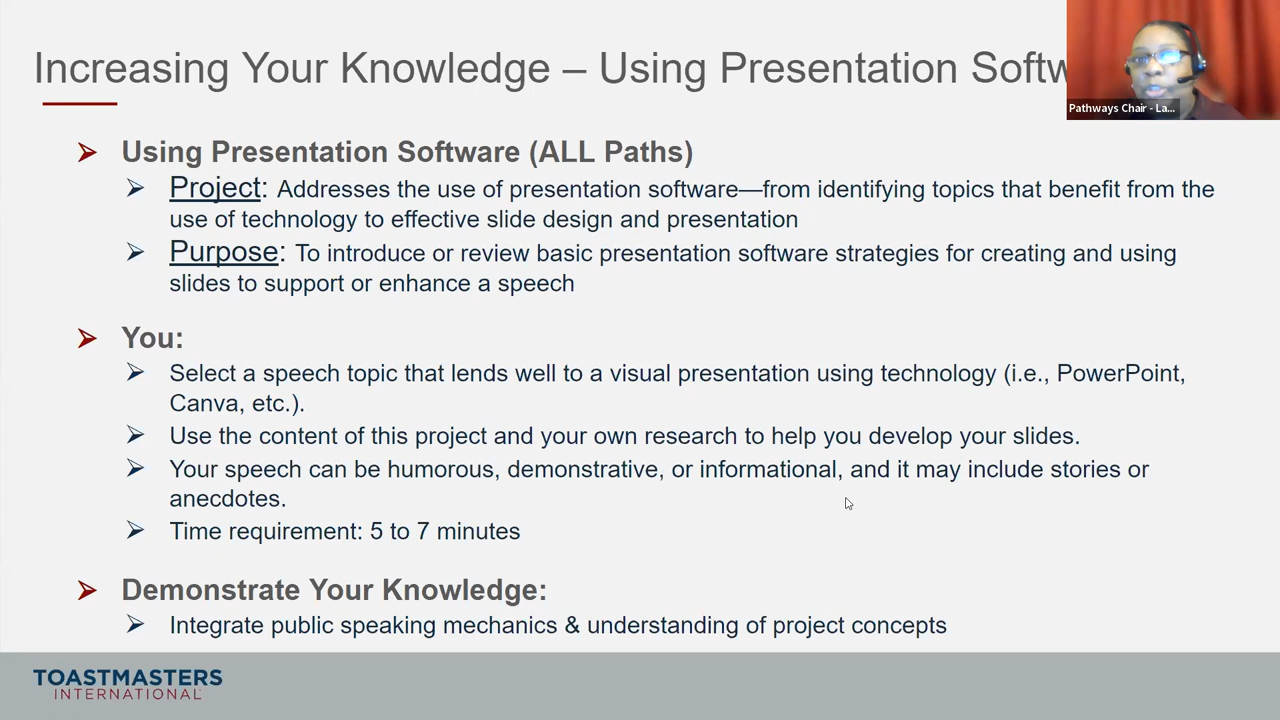 Increasing Your Knowledge – Using Presentation Softw
Pathways Chair - La...
Using Presentation Software (ALL Paths)
Project: Addresses the use of presentation software—from identifying topics that benefit from the
use of technology to effective slide design and presentation
Purpose: To introduce or review basic presentation software strategies for creating and using
slides to support or enhance a speech
You:
Select a speech topic that lends well to a visual presentation using technology (i.e., PowerPoint,
Canva, etc.).
Use the content of this project and your own research to help you develop your slides.
Your speech can be humorous, demonstrative, or informational, and it may include stories or
anecdotes.
Time requirement: 5 to 7 minutes
Demonstrate Your Knowledge:
Integrate public speaking mechanics & understanding of project concepts
TOASTMASTERS
INTERNATIONAL